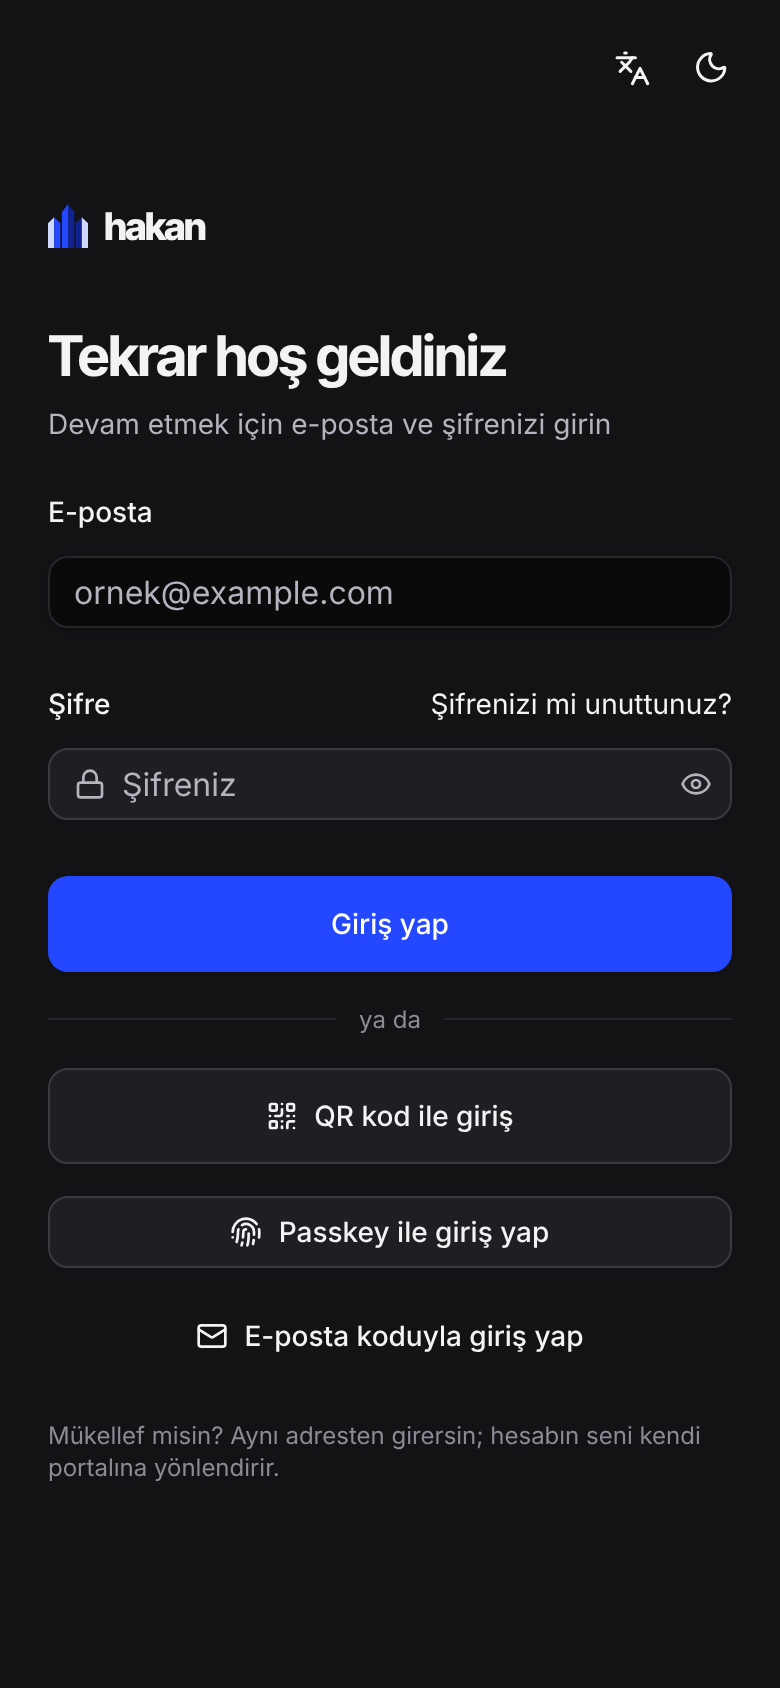 hakan
Tekrar hoş geldiniz
Devam etmek için e-posta ve şifrenizi girin
E-posta
ornek@example.com
Şifre
Şifrenizi mi unuttunuz?
Şifreniz
Giriş yap
ya da
QR kod ile giriş
Passkey ile giriş yap
E-posta koduyla giriş yap
Mükellef misin? Aynı adresten girersin; hesabın seni kendi
portalına yönlendirir.